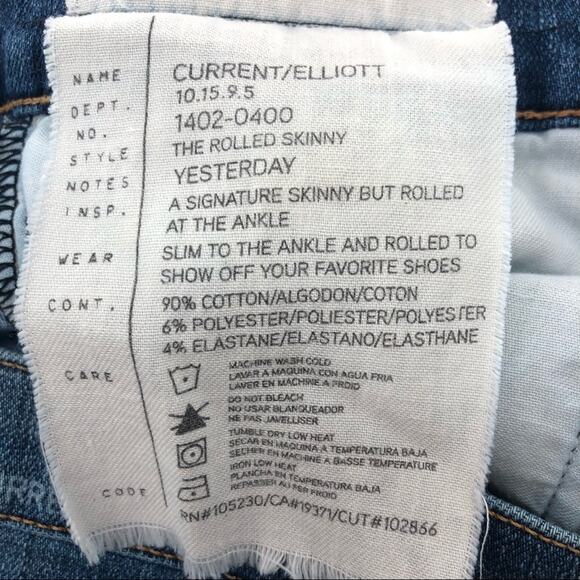 NAME CURRENT/ELLIOTT
DEPT. 10.15.9.5
NO. 1402-0400
STYLE THE ROLLED SKINNY
NOTES YESTERDAY
INSP. A SIGNATURE SKINNY BUT ROLLED
AT THE ANKLE
WEAR SLIM TO THE ANKLE AND ROLLED TO
SHOW OFF YOUR FAVORITE SHOES
CONT. 90% COTTON/ALGODON/COTON
6% POLYESTER/POLIESTER/POLYESTER
4% ELASTANE/ELASTANO/ELASTHANE
CARE MACHINE WASH COLD
LAVAR A MAQUINA CON AGUA FRIA
LAVER EN MACHINE A FROID
DO NOT BLEACH
NO USAR BLANQUEADOR
NE PAS JAVELLISER
TUMBLE DRY LOW HEAT
SECAR EN MAQUINA A TEMPERATURA BAJA
SECHER EN MACHINE A BASSE TEMPERATURE
IRON LOW HEAT
PLANCHA EN TEMPERATURA BAJA
REPASSER AU FER FROID
CODE RN#105230/CA#19371/CUT#102866